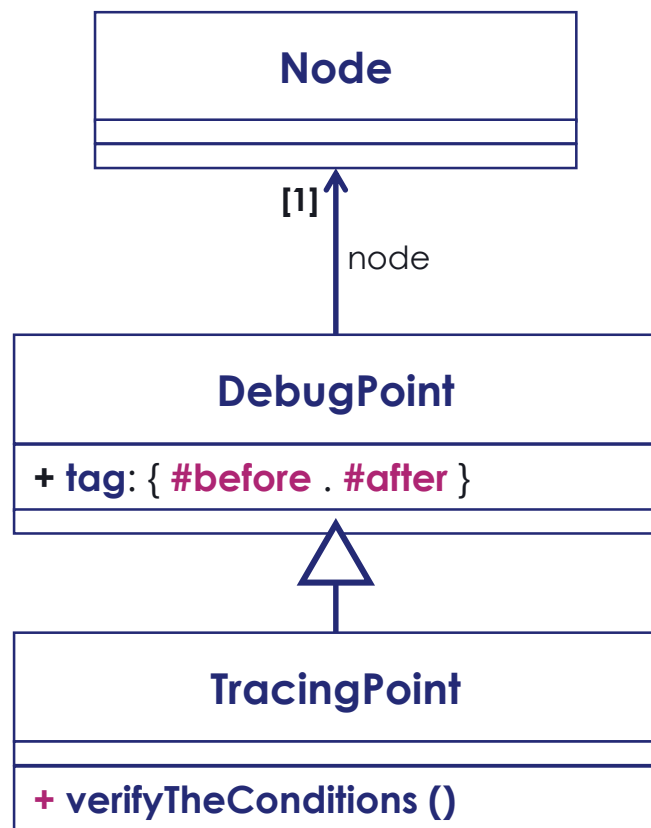 Node
[1]
node
DebugPoint
+ tag: { #before . #after }
TracingPoint
+ verifyTheConditions ()